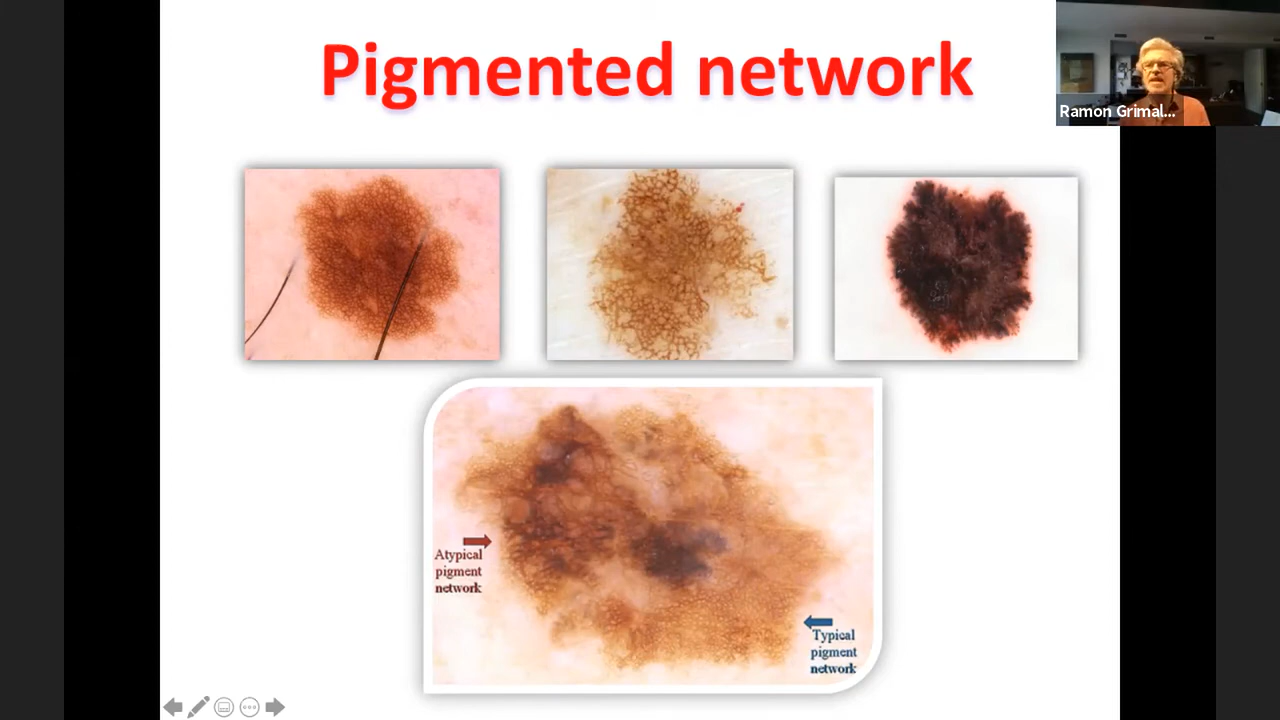 Pigmented network
Ramon Grimal...
Atypical
pigment
network
Typical
pigment
network